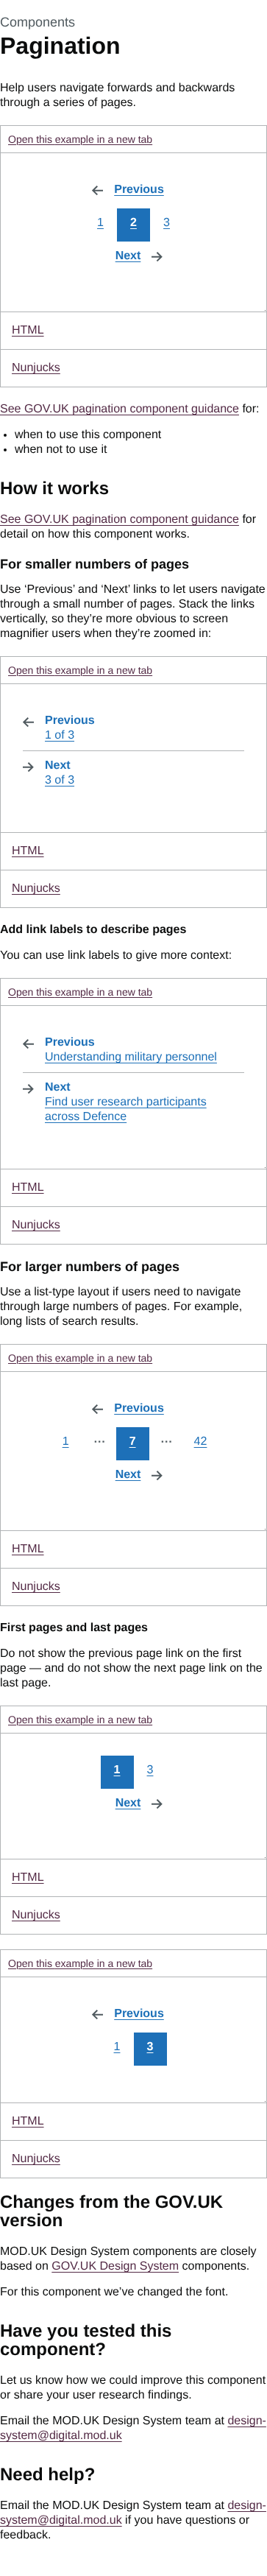 Components
Pagination
Help users navigate forwards and backwards
through a series of pages.
Open this example in a new tab
Previous
1 2 3
Next
HTML
Nunjucks
See GOV.UK pagination component guidance for:
• when to use this component
• when not to use it
How it works
See GOV.UK pagination component guidance for
detail on how this component works.
For smaller numbers of pages
Use ‘Previous’ and ‘Next’ links to let users navigate
through a small number of pages. Stack the links
vertically, so they’re more obvious to screen
magnifier users when they’re zoomed in:
Open this example in a new tab
Previous
1 of 3
Next
3 of 3
HTML
Nunjucks
Add link labels to describe pages
You can use link labels to give more context:
Open this example in a new tab
Previous
Understanding military personnel
Next
Find user research participants
across Defence
HTML
Nunjucks
For larger numbers of pages
Use a list-type layout if users need to navigate
through large numbers of pages. For example,
long lists of search results.
Open this example in a new tab
Previous
1 ⋯ 7 ⋯ 42
Next
HTML
Nunjucks
First pages and last pages
Do not show the previous page link on the first
page — and do not show the next page link on the
last page.
Open this example in a new tab
1 3
Next
HTML
Nunjucks
Open this example in a new tab
Previous
1 3
HTML
Nunjucks
Changes from the GOV.UK
version
MOD.UK Design System components are closely
based on GOV.UK Design System components.
For this component we’ve changed the font.
Have you tested this
component?
Let us know how we could improve this component
or share your user research findings.
Email the MOD.UK Design System team at design-
system@digital.mod.uk
Need help?
Email the MOD.UK Design System team at design-
system@digital.mod.uk if you have questions or
feedback.